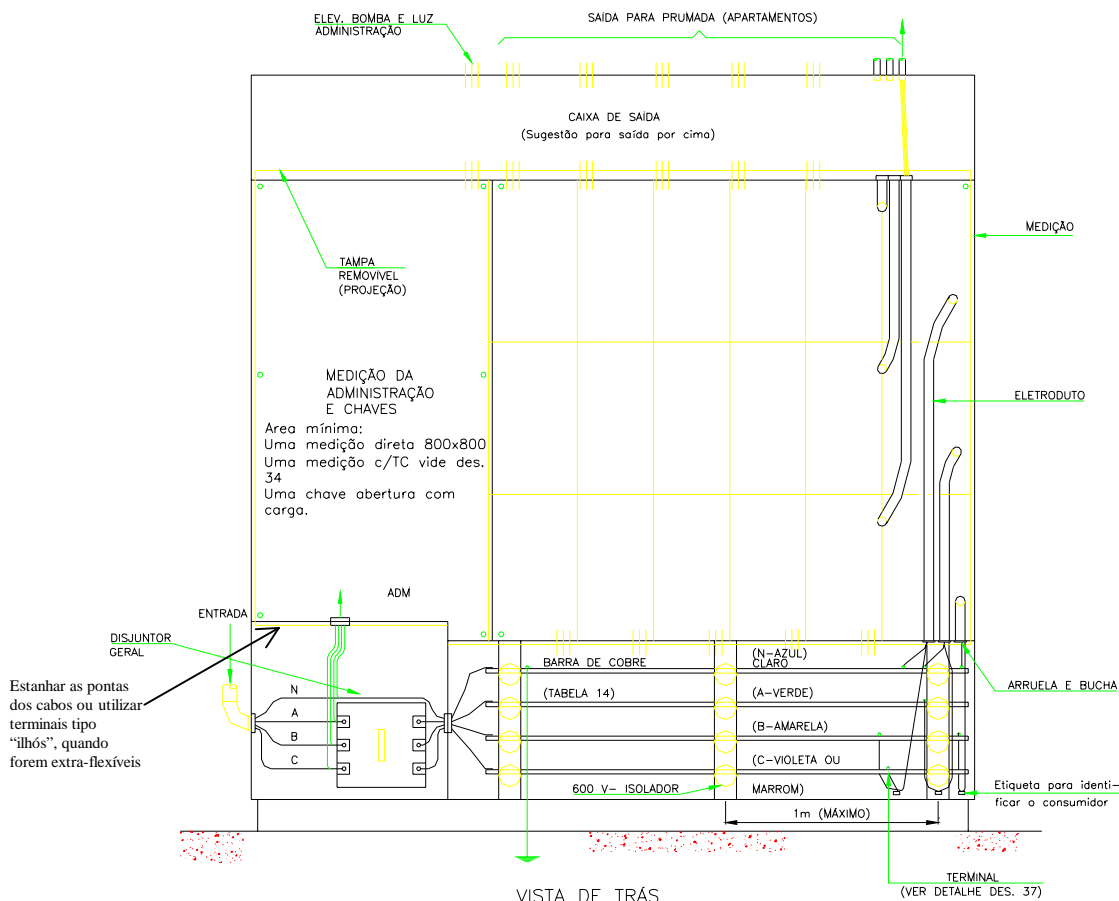 ELEV. BOMBA E LUZ
ADMINISTRAÇÃO
SAÍDA PARA PRUMADA (APARTAMENTOS)
CAIXA DE SAÍDA
(Sugestão para saída por cima)
MEDIÇÃO
TAMPA
REMOVÍVEL
(PROJEÇÃO)
MEDIÇÃO DA
ADMINISTRAÇÃO
E CHAVES
Area mínima:
Uma medição direta 800x800
Uma medição c/TC vide des.
34
Uma chave abertura com
carga.
ELETRODUTO
ADM
ENTRADA
DISJUNTOR
GERAL
Estanhar as pontas
dos cabos ou utilizar
terminais tipo
“ilhós”, quando
forem extra-flexíveis
N
A
B
C
BARRA DE COBRE
(TABELA 14)
(N-AZUL)
CLARO
(A-VERDE)
(B-AMARELA)
(C-VIOLETA OU
MARROM)
600 V- ISOLADOR
1m (MÁXIMO)
ARRUELA E BUCHA
Etiqueta para identi-
ficar o consumidor
TERMINAL
(VER DETALHE DES. 37)
VISTA DE TRÁS